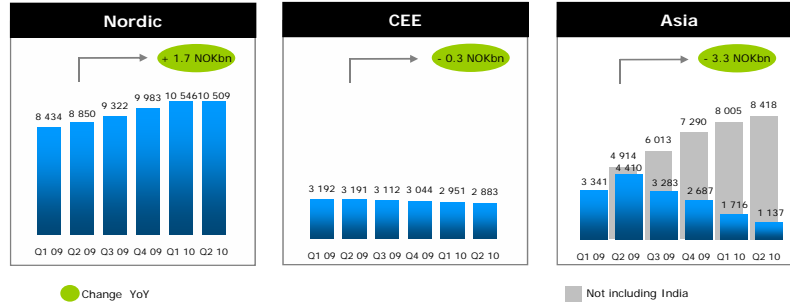 Nordic
+ 1.7 NOKbn
8 434
8 850
9 322
9 983
10 546
10 509
Q1 09 Q2 09 Q3 09 Q4 09 Q1 10 Q2 10
CEE
- 0.3 NOKbn
3 192 3 191 3 112 3 044 2 951 2 883
Q1 09 Q2 09 Q3 09 Q4 09 Q1 10 Q2 10
Asia
- 3.3 NOKbn
4 914
6 013
7 290
8 005
8 418
3 341
4 410
3 283
2 687
1 716
1 137
Q1 09 Q2 09 Q3 09 Q4 09 Q1 10 Q2 10
Change YoY
Not including India